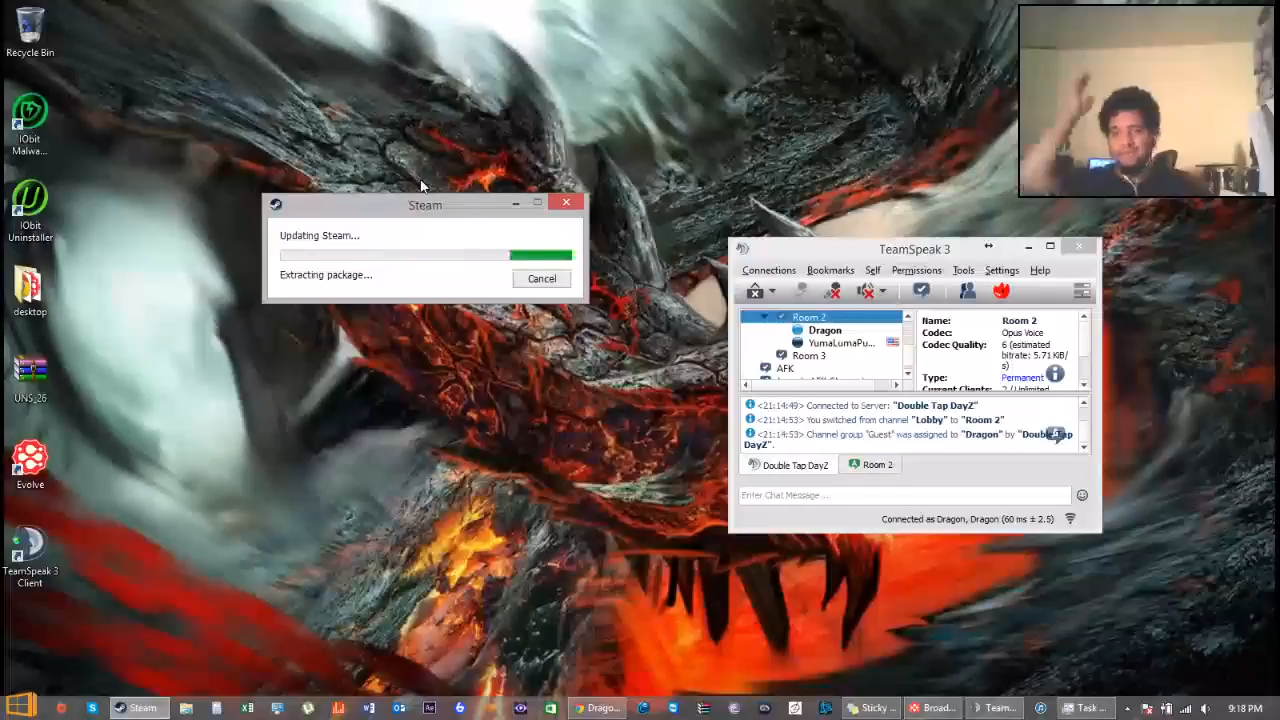 Recycle Bin
IObit
Malwa...
IObit
Uninstaller
desktop
UNS_26
Evolve
TeamSpeak 3
Client
Steam
Updating Steam...
Extracting package...
Cancel
TeamSpeak 3
Connections Bookmarks Self Permissions Tools Settings Help
Room 2
Dragon
YumaLumaPu...
Room 3
AFK
Name: Room 2
Codec: Opus Voice
Codec Quality: 6 (estimated
bitrate: 5.71 KiB/
s)
Type: Permanent
Current Clients: 2 / Unlimited
<21:14:49> Connected to Server: "Double Tap DayZ"
<21:14:53> You switched from channel "Lobby" to "Room 2"
<21:14:53> Channel group "Guest" was assigned to "Dragon" by "Double Tap
DayZ".
Double Tap DayZ Room 2
Enter Chat Message...
Connected as Dragon, Dragon (60 ms ± 2.5)
Steam Drago... Sticky ... Broad... Team... Task ... 9:18 PM